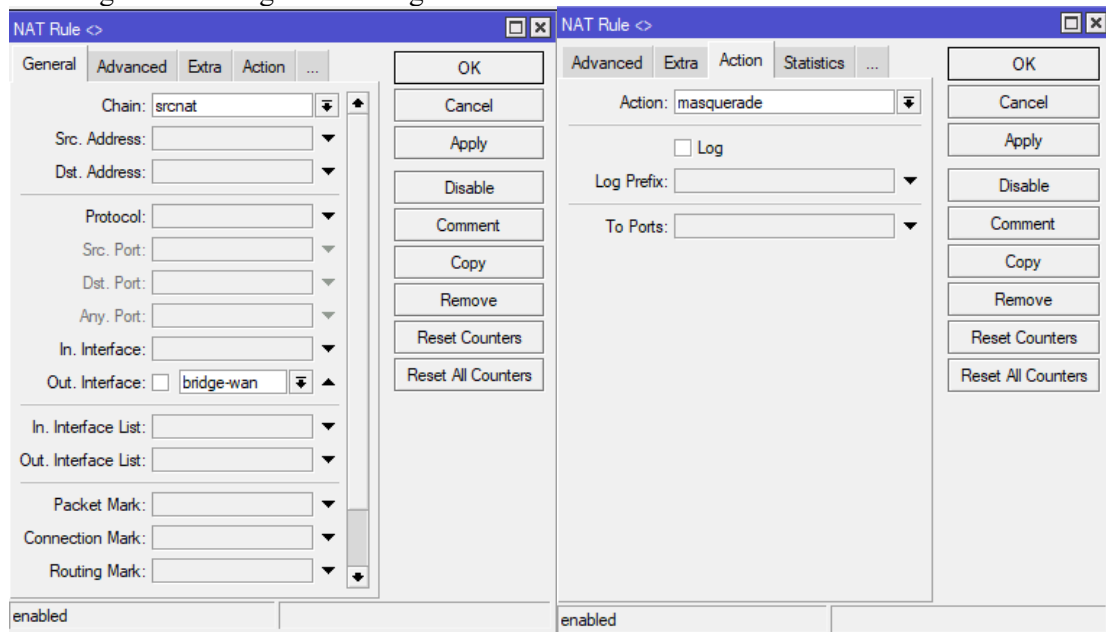 NAT Rule <>
General Advanced Extra Action ...
Chain: srcnat
Src. Address:
Dst. Address:
Protocol:
Src. Port:
Dst. Port:
Any. Port:
In. Interface:
Out. Interface: bridge-wan
In. Interface List:
Out. Interface List:
Packet Mark:
Connection Mark:
Routing Mark:
OK
Cancel
Apply
Disable
Comment
Copy
Remove
Reset Counters
Reset All Counters
enabled
NAT Rule <>
Advanced Extra Action Statistics ...
Action: masquerade
Log
Log Prefix:
To Ports:
OK
Cancel
Apply
Disable
Comment
Copy
Remove
Reset Counters
Reset All Counters
enabled